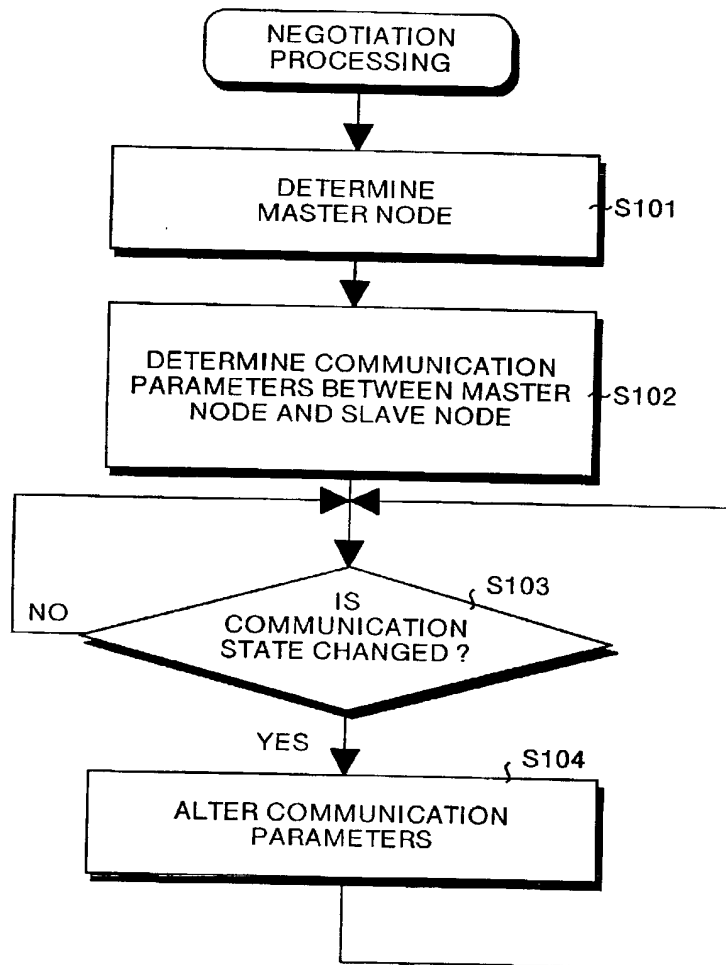 NEGOTIATION
PROCESSING
DETERMINE
MASTER NODE
S101
DETERMINE COMMUNICATION
PARAMETERS BETWEEN MASTER
NODE AND SLAVE NODE
S102
S103
NO
IS
COMMUNICATION
STATE CHANGED ?
YES
S104
ALTER COMMUNICATION
PARAMETERS